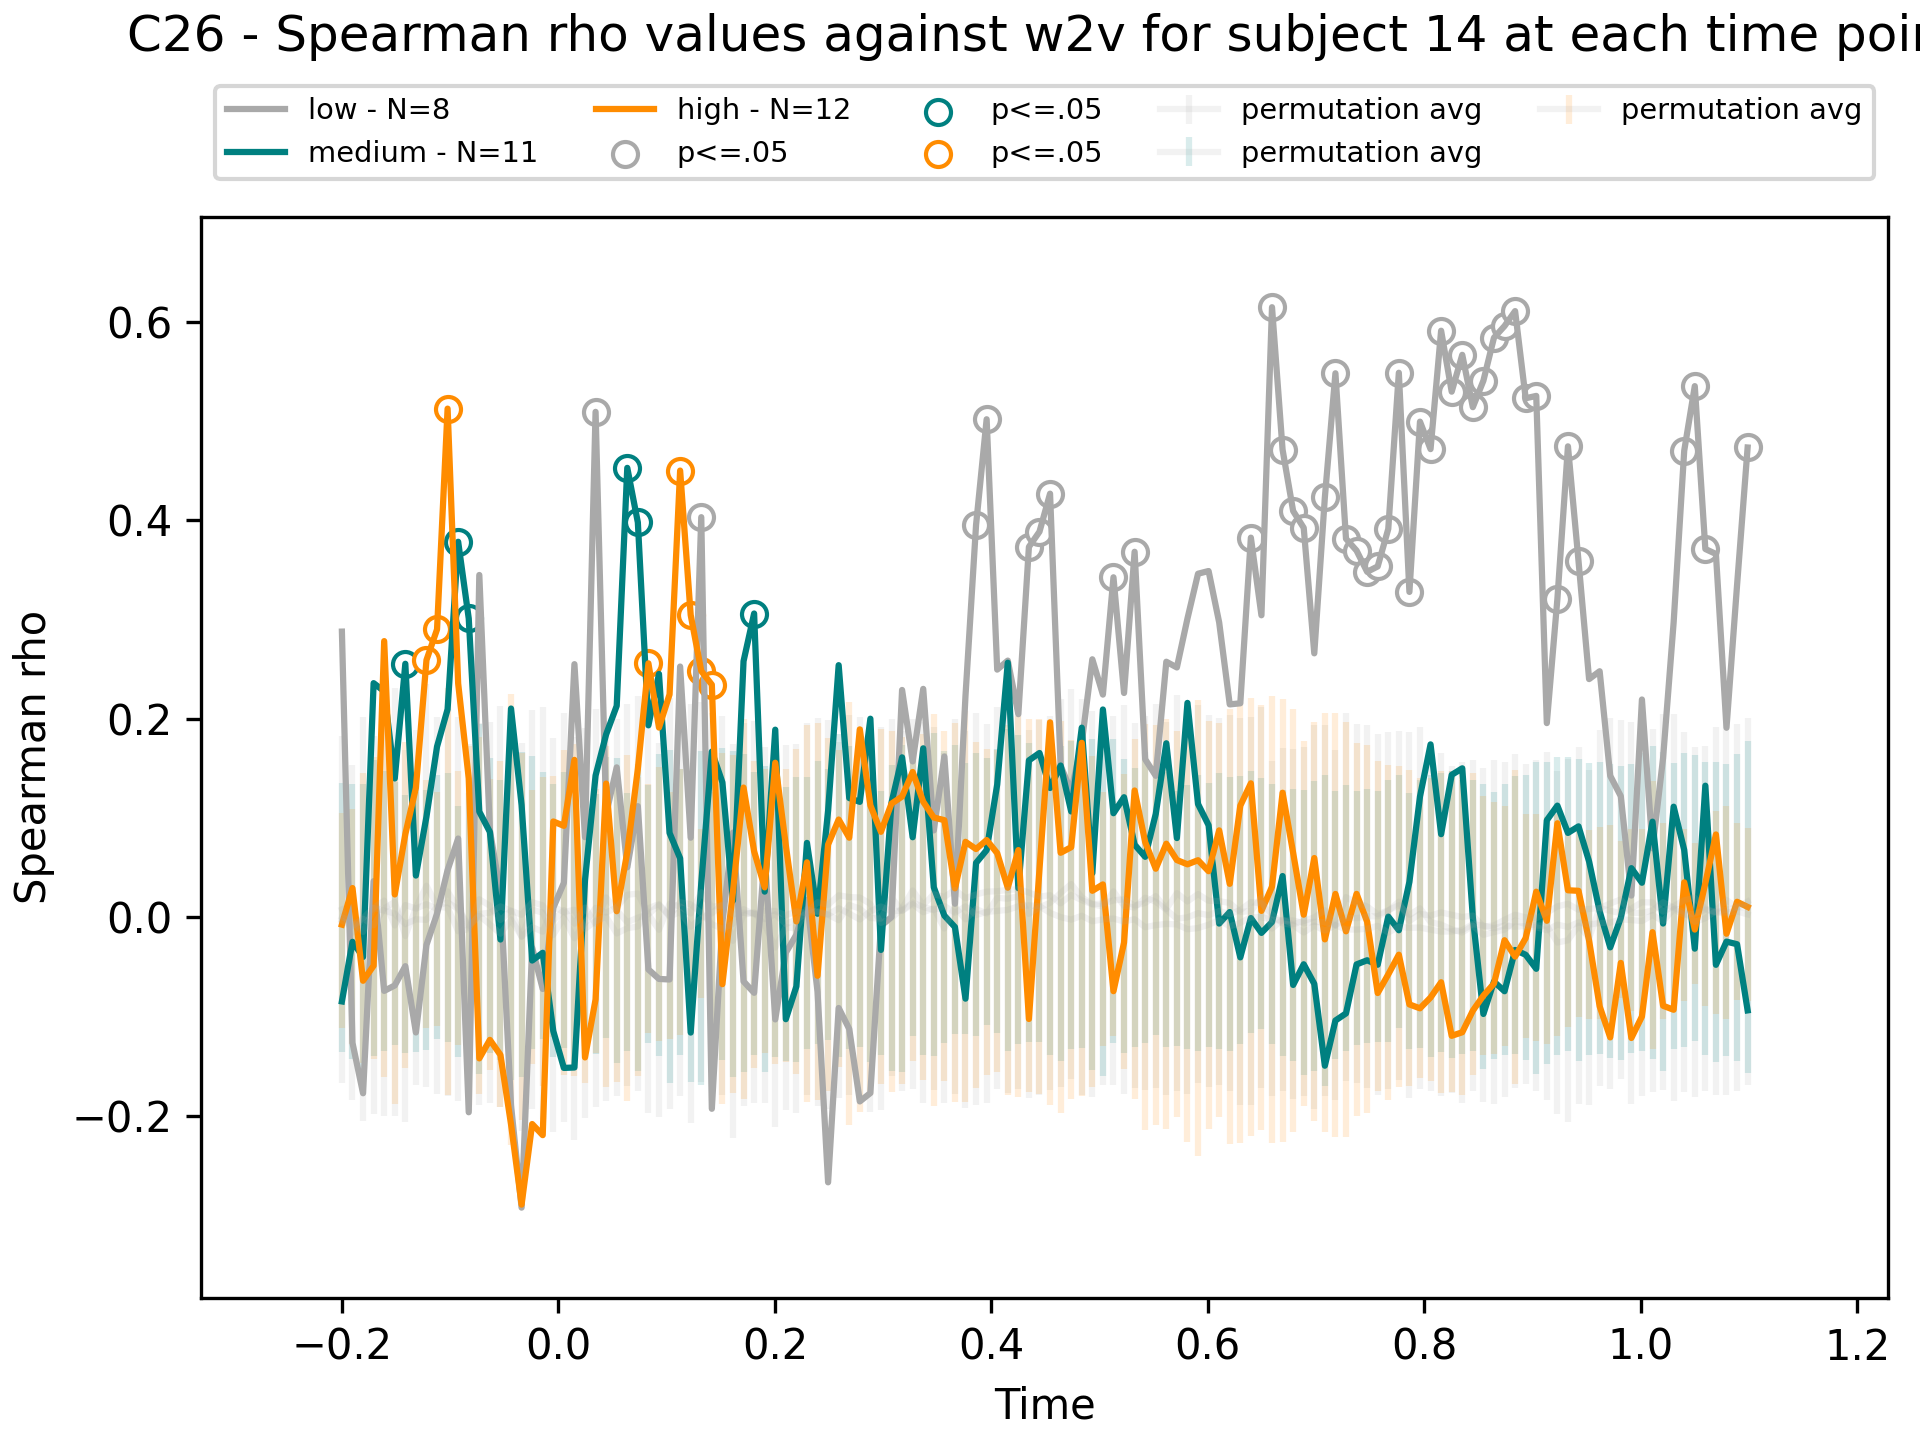 C26 - Spearman rho values against w2v for subject 14 at each time poi
low - N=8
medium - N=11
high - N=12
p<=.05
p<=.05
p<=.05
permutation avg
permutation avg
permutation avg
Spearman rho
0.6
0.4
0.2
0.0
−0.2
−0.2 0.0 0.2 0.4 0.6 0.8 1.0 1.2
Time